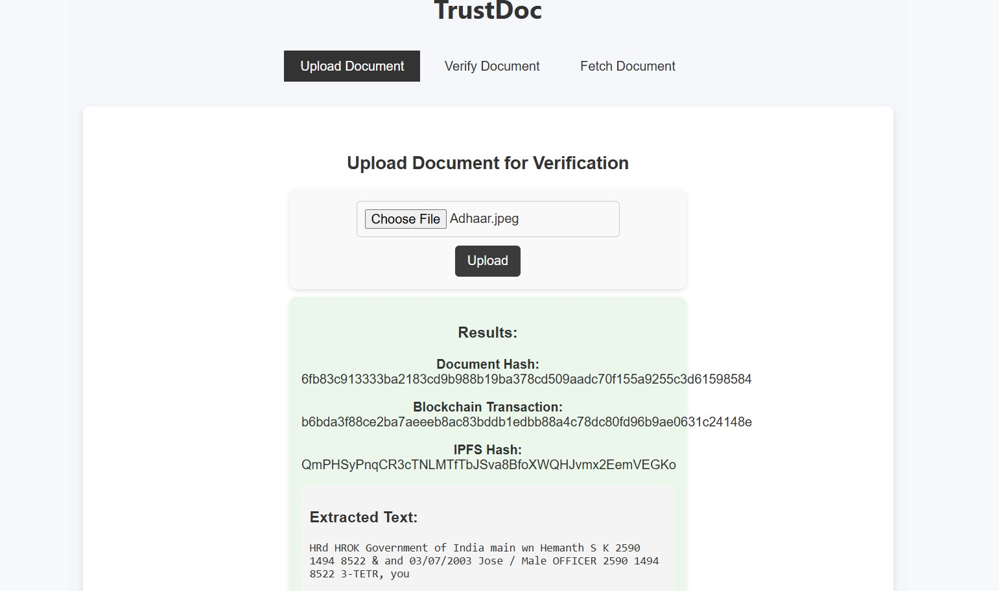 TrustDoc
Upload Document
Verify Document
Fetch Document
Upload Document for Verification
Choose File Adhaar.jpeg
Upload
Results:
Document Hash:
6fb83c913333ba2183cd9b988b19ba378cd509aadc70f155a9255c3d61598584
Blockchain Transaction:
b6bda3f88ce2ba7aeeeb8ac83bddb1edbb88a4c78dc80fd96b9ae0631c24148e
IPFS Hash:
QmPHSyPnqCR3cTNLMTfTbJSva8BfoXWQHJvmx2EemVEGKo
Extracted Text:
HRd HROK Government of India main wn Hemanth S K 2590
1494 8522 & and 03/07/2003 Jose / Male OFFICER 2590 1494
8522 3-TETR, you